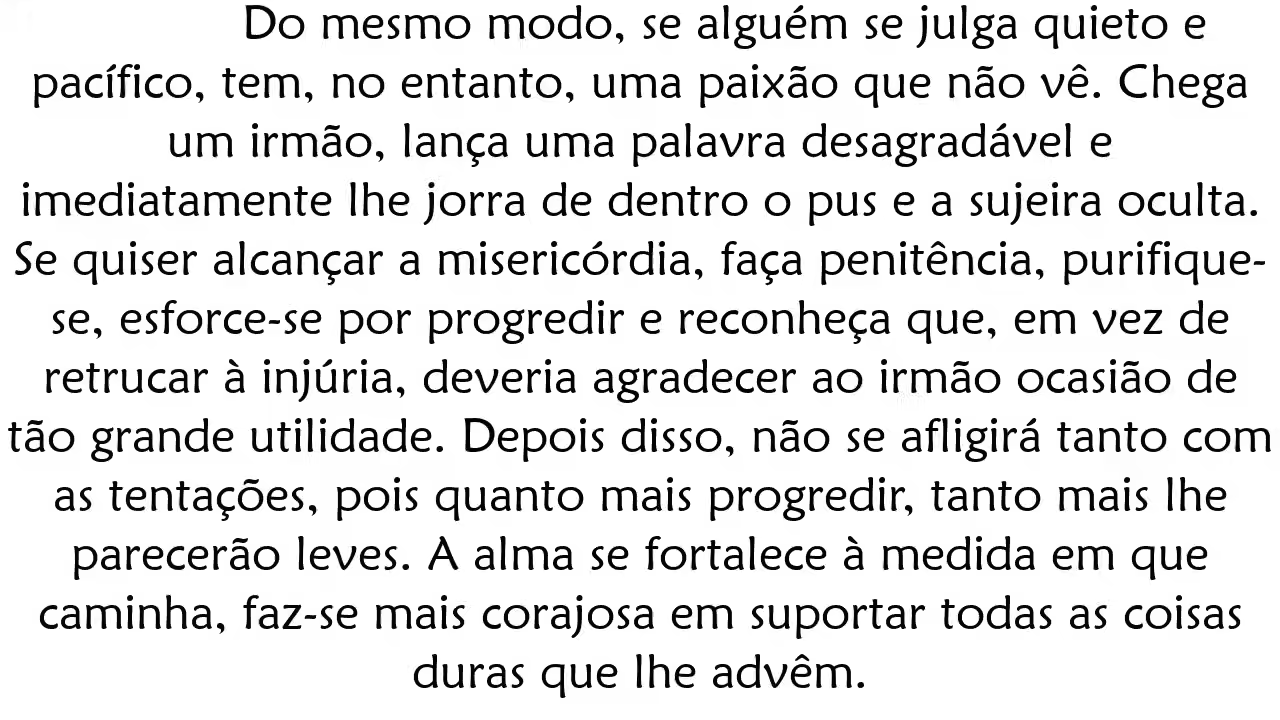 Do mesmo modo, se alguém se julga quieto e
pacífico, tem, no entanto, uma paixão que não vê. Chega
um irmão, lança uma palavra desagradável e
imediatamente lhe jorra de dentro o pus e a sujeira oculta.
Se quiser alcançar a misericórdia, faça penitência, purifique-
se, esforce-se por progredir e reconheça que, em vez de
retrucar à injúria, deveria agradecer ao irmão ocasião de
tão grande utilidade. Depois disso, não se afligirá tanto com
as tentações, pois quanto mais progredir, tanto mais lhe
parecerão leves. A alma se fortalece à medida em que
caminha, faz-se mais corajosa em suportar todas as coisas
duras que lhe advêm.